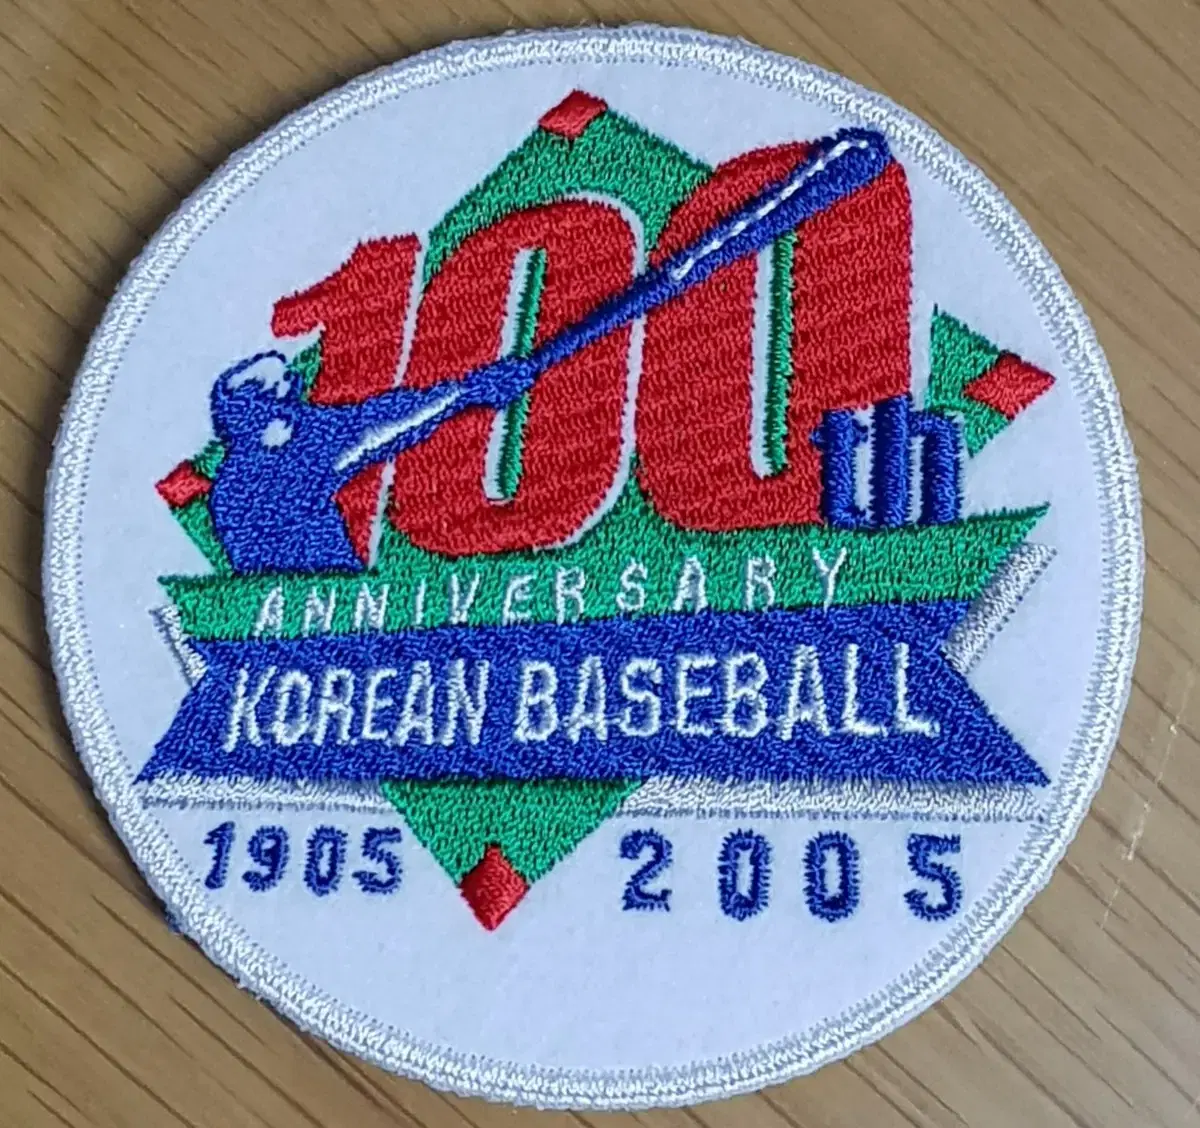 100th
ANNIVERSARY
KOREAN BASEBALL
1905 2005